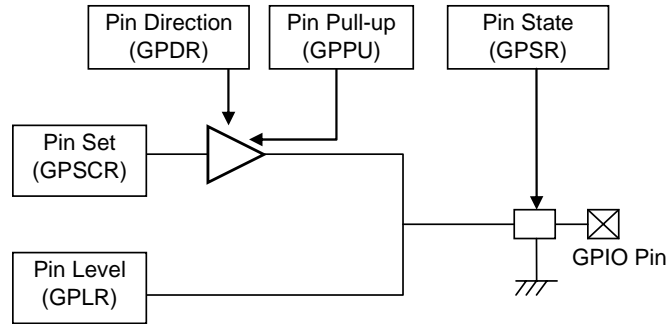 Pin Direction
(GPDR)
Pin Pull-up
(GPPU)
Pin State
(GPSR)
Pin Set
(GPSCR)
GPIO Pin
Pin Level
(GPLR)